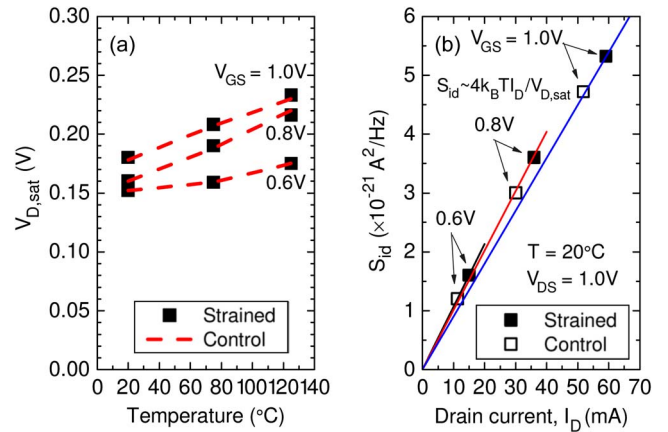 (a)
V_GS = 1.0V
0.8V
0.6V
0.30
0.25
0.20
0.15
0.10
0.05
0.00
V_D,sat (V)
Strained
Control
0 20 40 60 80 100 120 140
Temperature (°C)
(b)
V_GS = 1.0V
S_id~4k_BTI_D/V_D,sat
0.8V
0.6V
T = 20°C
V_DS = 1.0V
6
5
4
3
2
1
0
S_id (×10^-21 A^2/Hz)
Strained
Control
0 10 20 30 40 50 60 70
Drain current, I_D (mA)